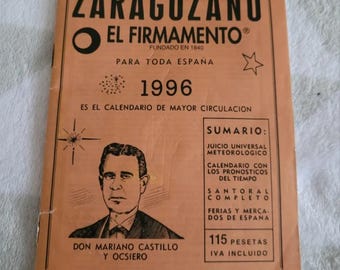 ZARAGOZANO
EL FIRMAMENTO®
FUNDADO EN 1840
PARA TODA ESPAÑA
1996
ES EL CALENDARIO DE MAYOR CIRCULACION
SUMARIO:
JUICIO UNIVERSAL
METEOROLOGICO
CALENDARIO CON
LOS PRONOSTICOS
DEL TIEMPO
SANTORAL
COMPLETO
FERIAS Y MERCA-
DOS DE ESPAÑA
115 PESETAS
IVA INCLUIDO
DON MARIANO CASTILLO
Y OCSIERO